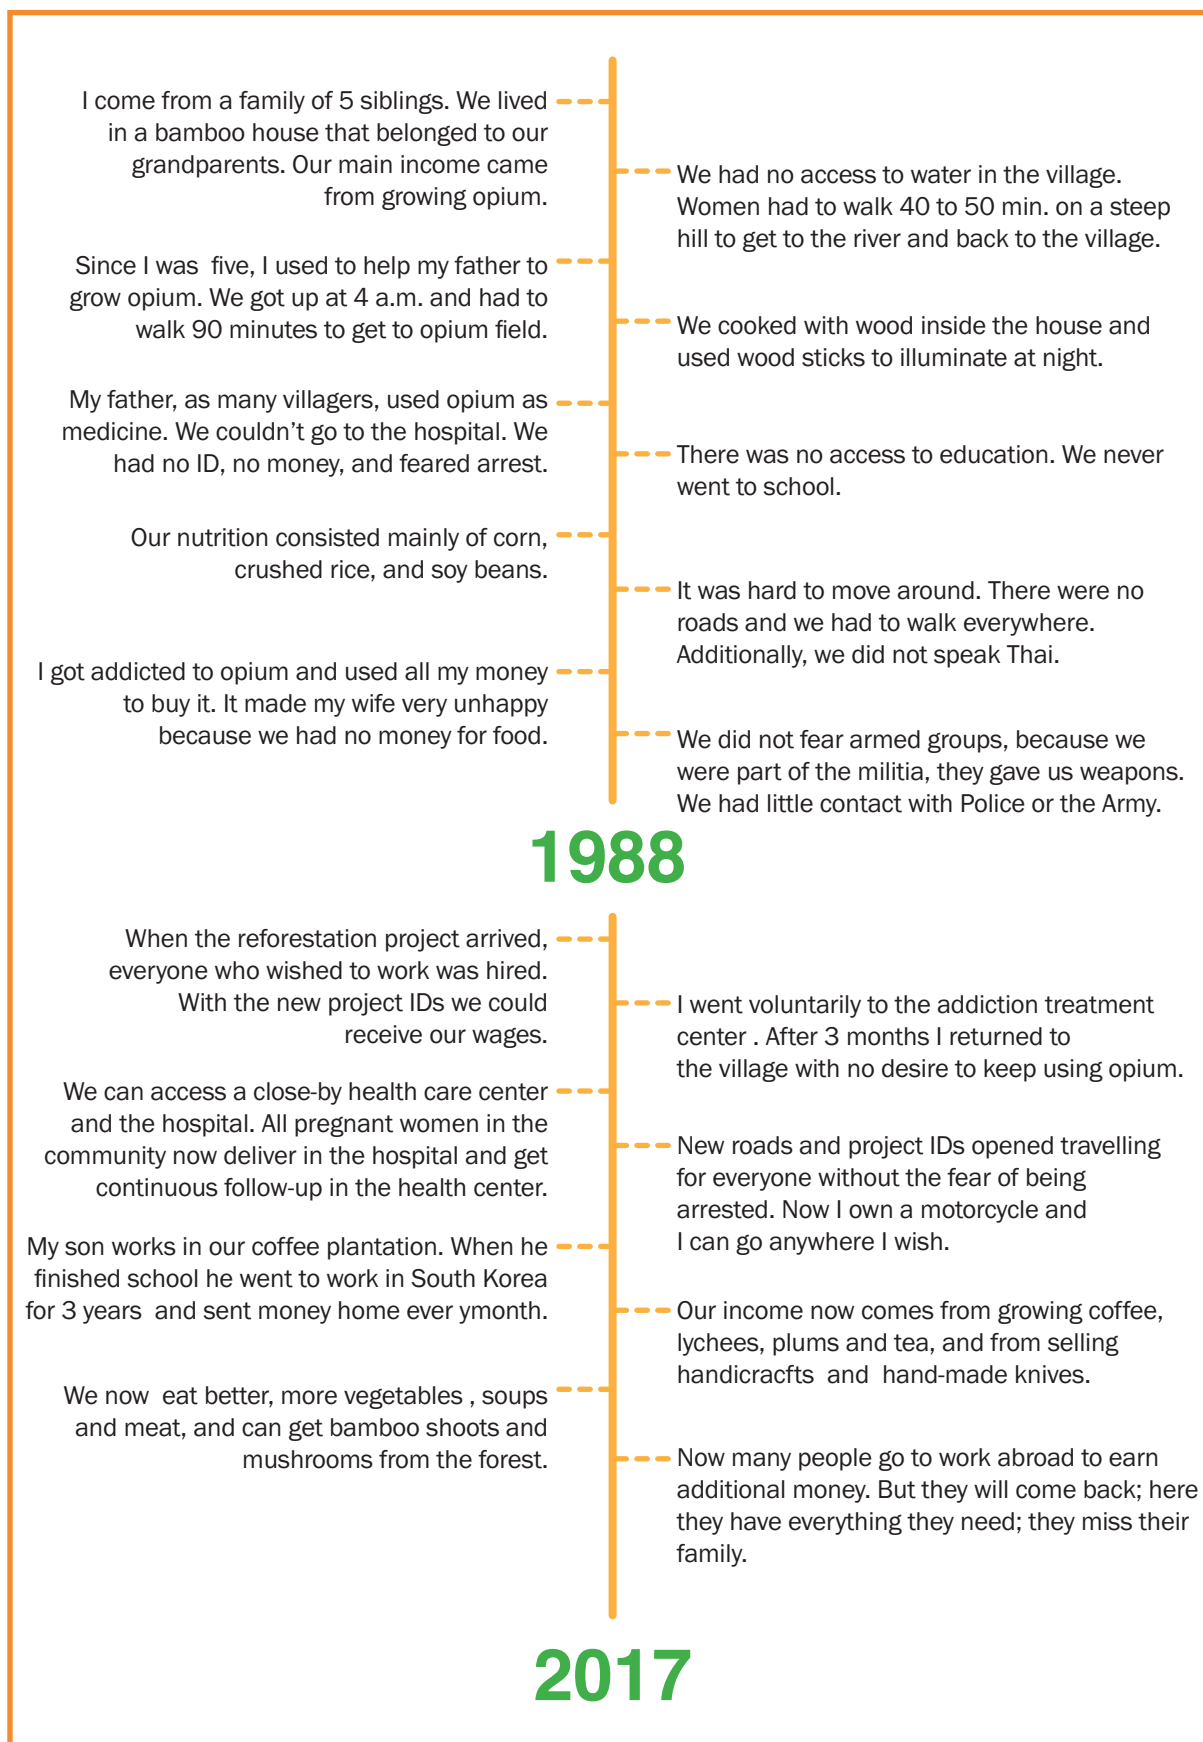 I come from a family of 5 siblings. We lived
in a bamboo house that belonged to our
grandparents. Our main income came
from growing opium.
We had no access to water in the village.
Women had to walk 40 to 50 min. on a steep
hill to get to the river and back to the village.
Since I was  five, I used to help my father to
grow opium. We got up at 4 a.m. and had to
walk 90 minutes to get to opium field.
We cooked with wood inside the house and
used wood sticks to illuminate at night.
My father, as many villagers, used opium as
medicine. We couldn’t go to the hospital. We
had no ID, no money, and feared arrest.
There was no access to education. We never
went to school.
Our nutrition consisted mainly of corn,
crushed rice, and soy beans.
It was hard to move around. There were no
roads and we had to walk everywhere.
Additionally, we did not speak Thai.
I got addicted to opium and used all my money
to buy it. It made my wife very unhappy
because we had no money for food.
We did not fear armed groups, because we
were part of the militia, they gave us weapons.
We had little contact with Police or the Army.
1988
When the reforestation project arrived,
everyone who wished to work was hired.
With the new project IDs we could
receive our wages.
I went voluntarily to the addiction treatment
center . After 3 months I returned to
the village with no desire to keep using opium.
We can access a close-by health care center
and the hospital. All pregnant women in the
community now deliver in the hospital and get
continuous follow-up in the health center.
New roads and project IDs opened travelling
for everyone without the fear of being
arrested. Now I own a motorcycle and
I can go anywhere I wish.
My son works in our coffee plantation. When he
finished school he went to work in South Korea
for 3 years  and sent money home ever ymonth.
Our income now comes from growing coffee,
lychees, plums and tea, and from selling
handicracfts  and  hand-made knives.
We now  eat better, more vegetables , soups
and meat, and can get bamboo shoots and
mushrooms from the forest.
Now many people go to work abroad to earn
additional money. But they will come back; here
they have everything they need; they miss their
family.
2017